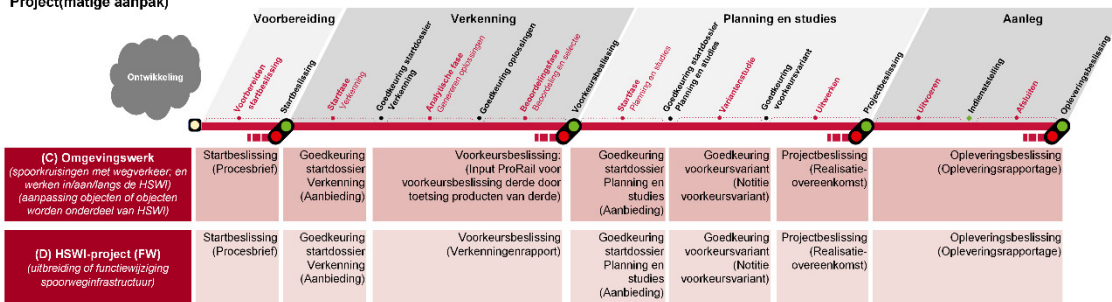 Project(matige aanpak)
Voorbereiding
Verkenning
Planning en studies
Aanleg
Ontwikkeling
Voorbereiden
startbeslissing
Startbeslissing
Startfase
Verkenning
Goedkeuring startdossier
Verkenning
Analytische fase
Genereren oplossingen
Goedkeuring oplossingen
Beoordelingsfase
Beoordeling en selectie
Voorkeursbeslissing
Startfase
Planning en studies
Goedkeuring startdossier
Planning en studies
Variantenstudie
Goedkeuring
voorkeursvariant
Uitwerken
Projectbeslissing
Uitvoeren
Indienststelling
Afsluiten
Opleveringsbeslissing
(C) Omgevingswerk
(spoorkruisingen met wegverkeer; en
werken in/aan/langs de HSWI)
(aanpassing objecten of objecten
worden onderdeel van HSWI)
Startbeslissing
(Procesbrief)
Goedkeuring
startdossier
Verkenning
(Aanbieding)
Voorkeursbeslissing:
(Input ProRail voor
voorkeursbeslissing derde door
toetsing producten van derde)
Goedkeuring
startdossier
Planning en
studies
(Aanbieding)
Goedkeuring
voorkeursvariant
(Notitie
voorkeursvariant)
Projectbeslissing
(Realisatie-
overeenkomst)
Opleveringsbeslissing
(Opleveringsrapportage)
(D) HSWI-project (FW)
(uitbreiding of functiewijziging
spoorweginfrastructuur)
Startbeslissing
(Procesbrief)
Goedkeuring
startdossier
Verkenning
(Aanbieding)
Voorkeursbeslissing
(Verkenningenrapport)
Goedkeuring
startdossier
Planning en
studies
(Aanbieding)
Goedkeuring
voorkeursvariant
(Notitie
voorkeursvariant)
Projectbeslissing
(Realisatie-
overeenkomst)
Opleveringsbeslissing
(Opleveringsrapportage)